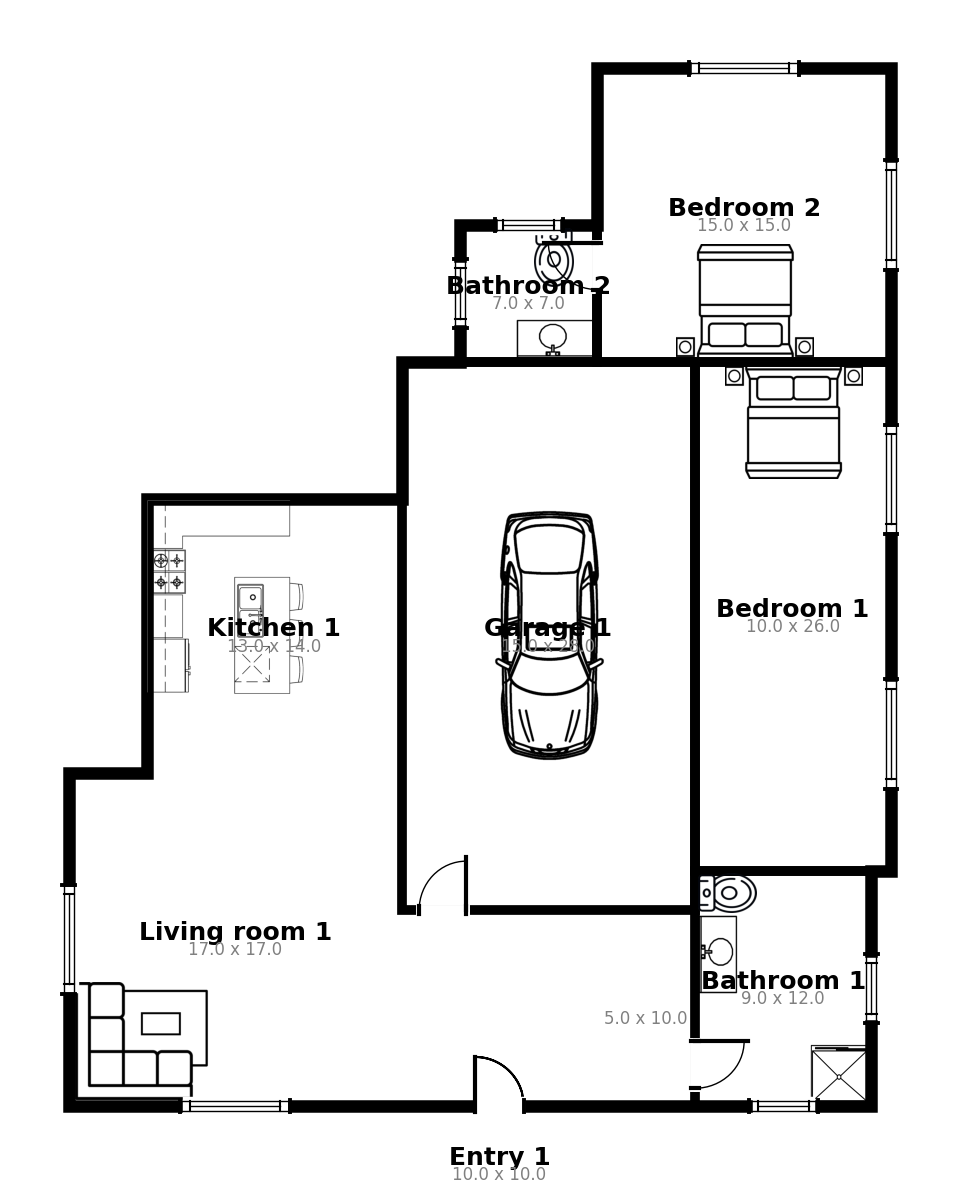 Bedroom 2
15.0 x 15.0
Bathroom 2
7.0 x 7.0
Bedroom 1
10.0 x 26.0
Kitchen 1
13.0 x 14.0
Garage 1
15.0 x 28.0
Living room 1
17.0 x 17.0
Bathroom 1
9.0 x 12.0
5.0 x 10.0
Entry 1
10.0 x 10.0